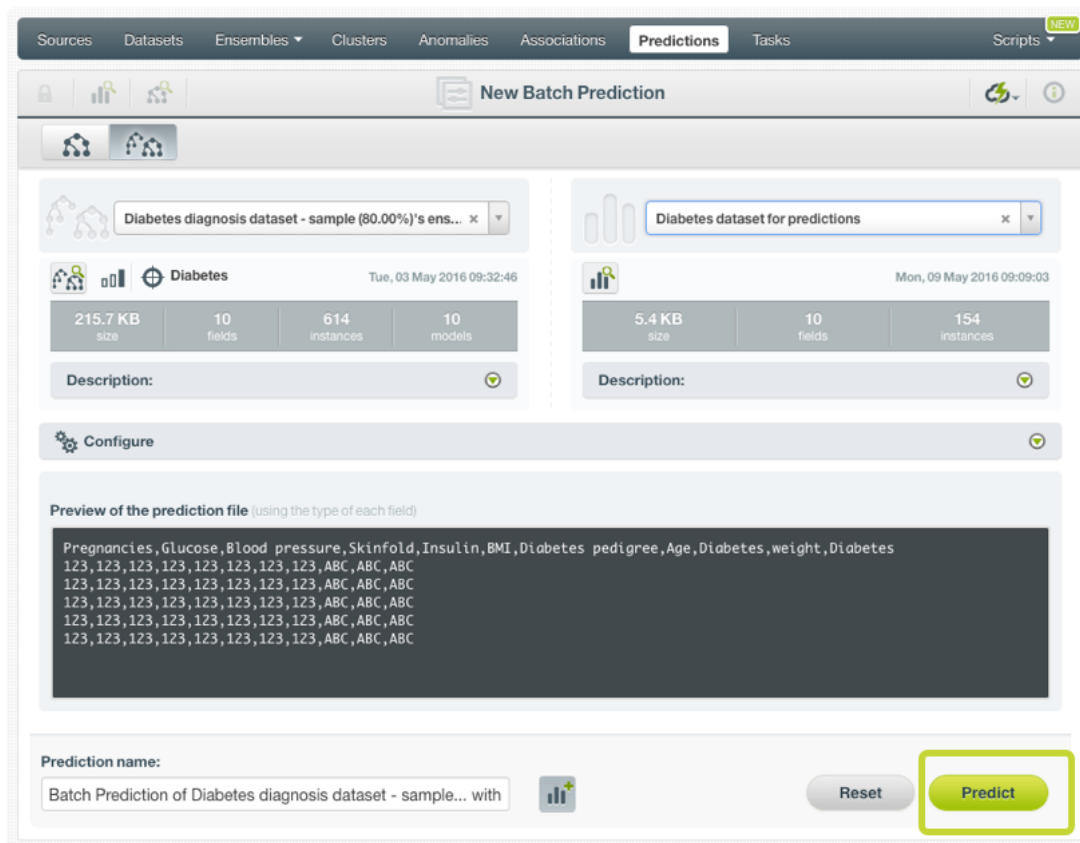 NEW
Sources Datasets Ensembles Clusters Anomalies Associations Predictions Tasks Scripts
New Batch Prediction
Diabetes diagnosis dataset - sample (80.00%)'s ens... × Diabetes dataset for predictions ×
Diabetes Tue, 03 May 2016 09:32:46 Mon, 09 May 2016 09:09:03
215.7 KB 10 614 10 5.4 KB 10 154
size fields instances models size fields instances
Description: Description:
Configure
Preview of the prediction file (using the type of each field)
Pregnancies,Glucose,Blood pressure,Skinfold,Insulin,BMI,Diabetes pedigree,Age,Diabetes,weight,Diabetes
123,123,123,123,123,123,123,123,ABC,ABC,ABC
123,123,123,123,123,123,123,123,ABC,ABC,ABC
123,123,123,123,123,123,123,123,ABC,ABC,ABC
123,123,123,123,123,123,123,123,ABC,ABC,ABC
123,123,123,123,123,123,123,123,ABC,ABC,ABC
Prediction name:
Batch Prediction of Diabetes diagnosis dataset - sample... with
Reset Predict